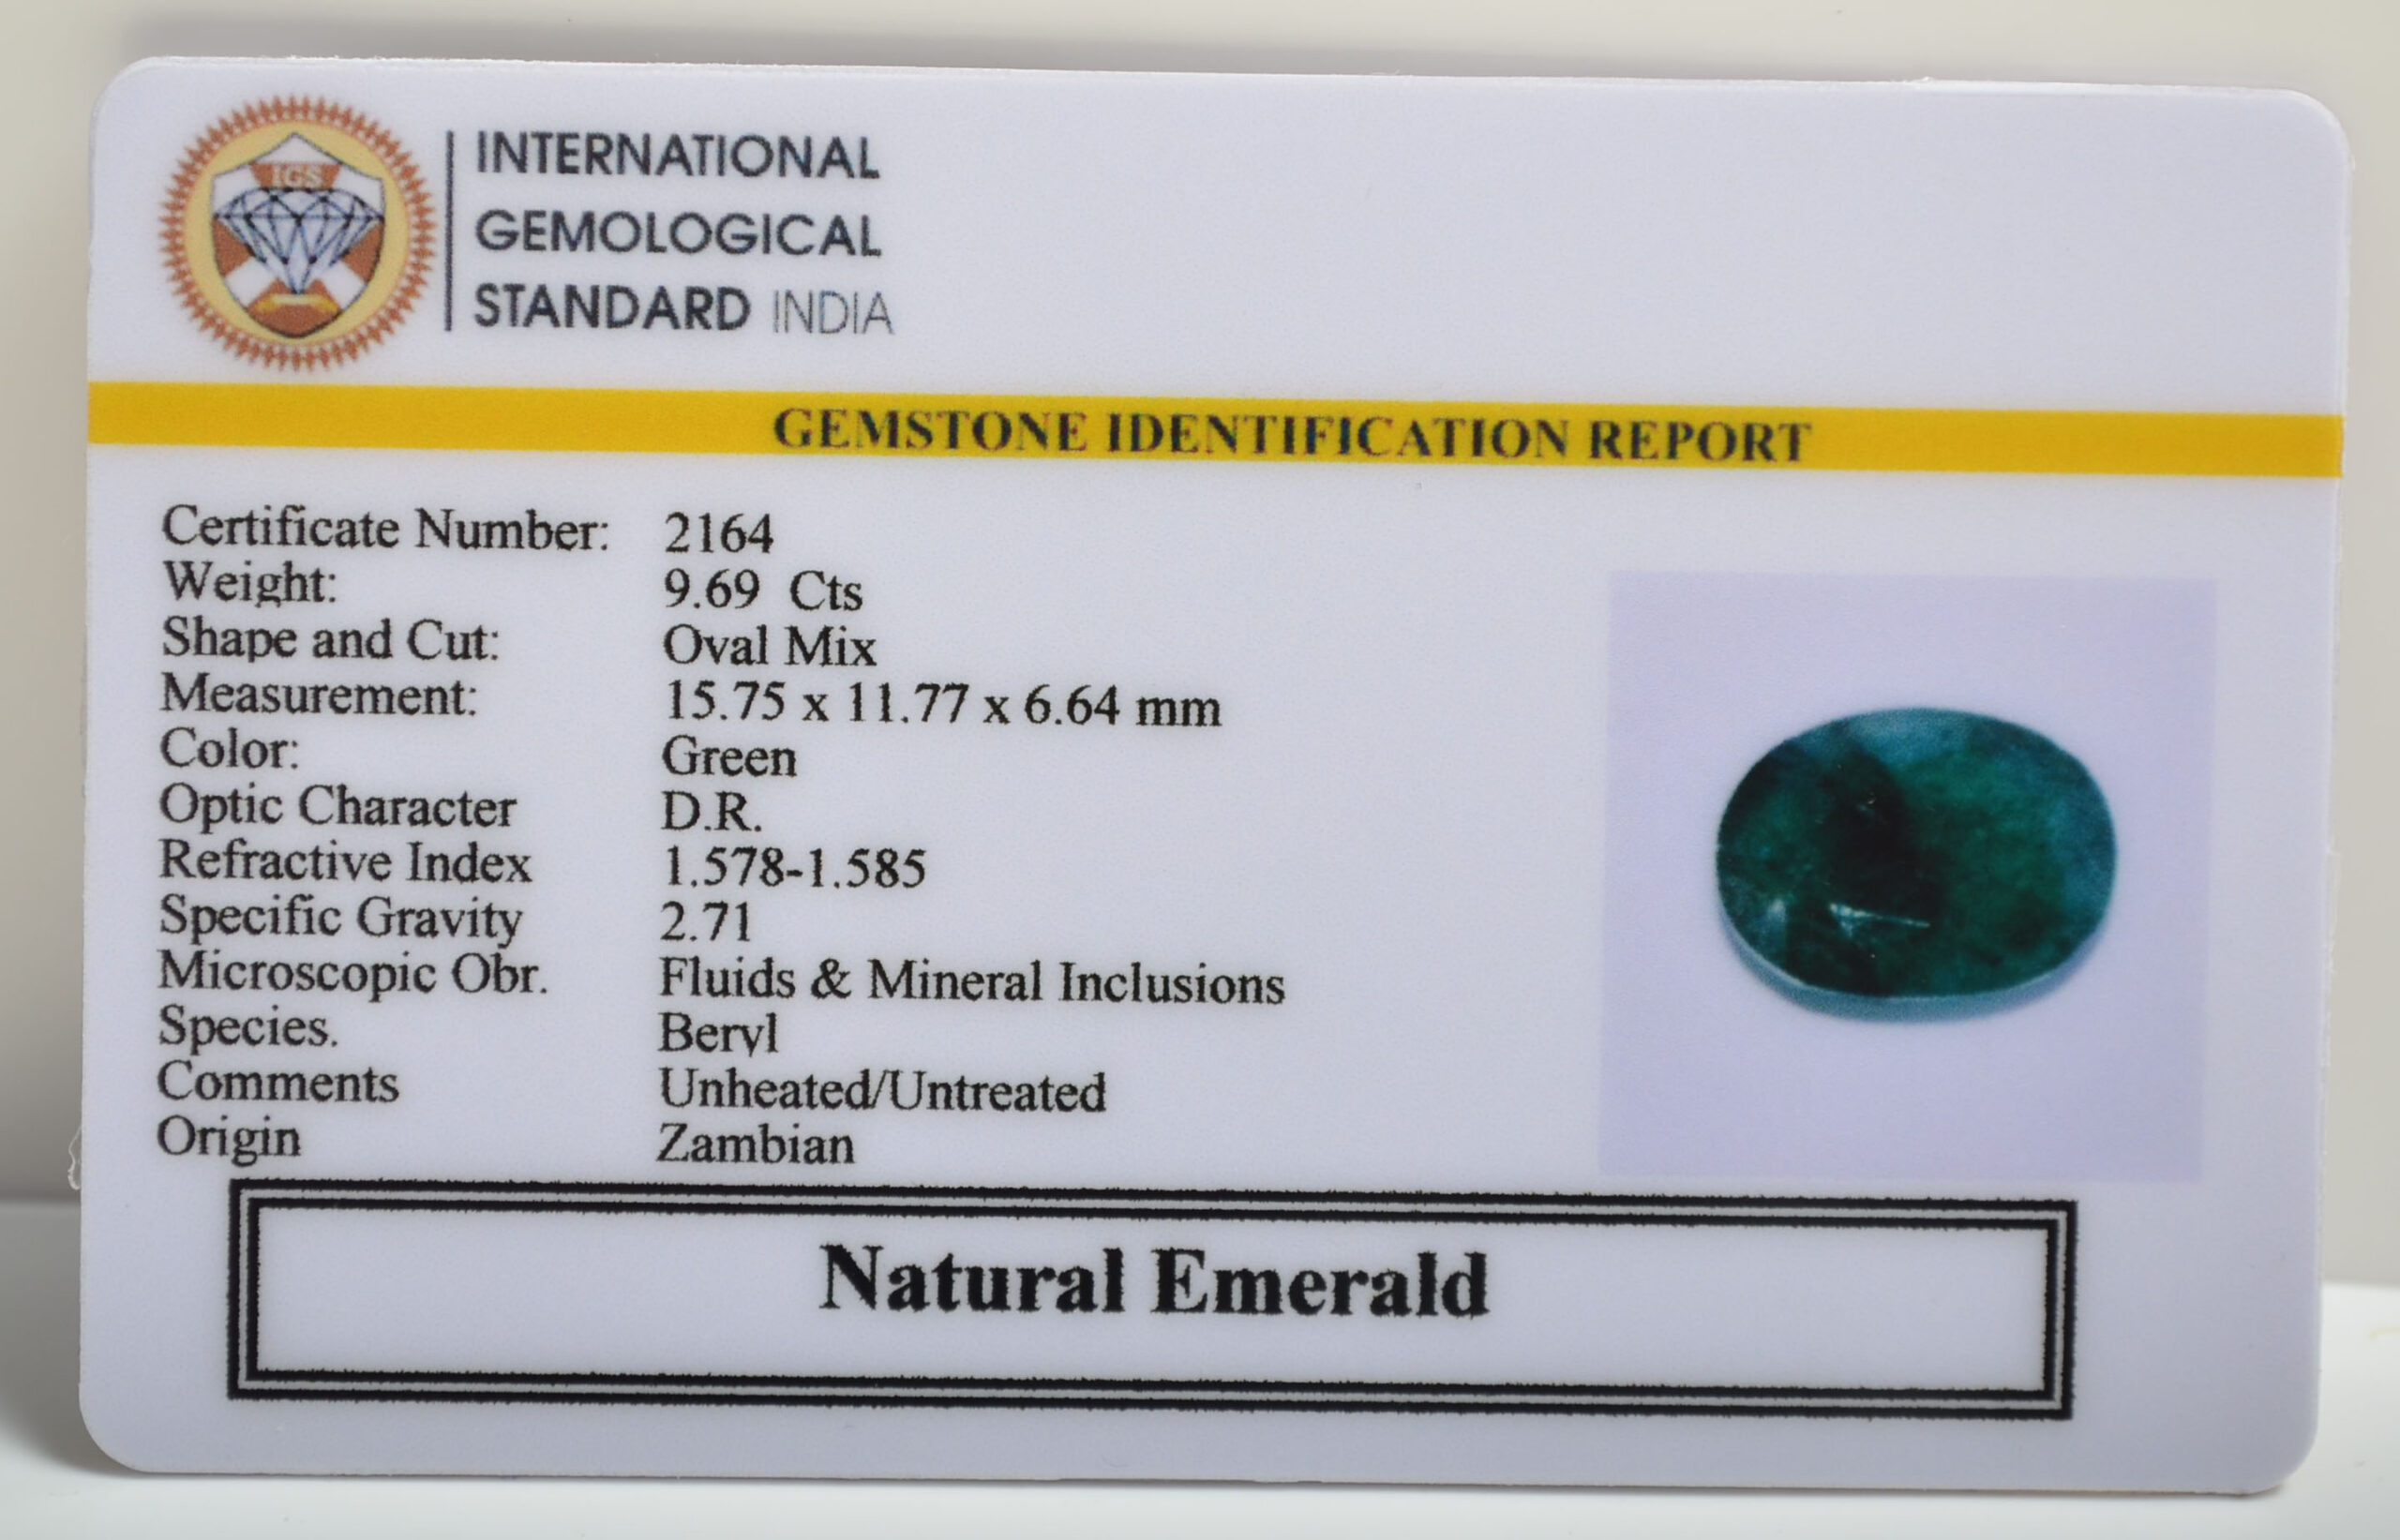 IGS
INTERNATIONAL
GEMOLOGICAL
STANDARD INDIA
GEMSTONE IDENTIFICATION REPORT
Certificate Number: 2164
Weight: 9.69 Cts
Shape and Cut: Oval Mix
Measurement: 15.75 x 11.77 x 6.64 mm
Color: Green
Optic Character D.R.
Refractive Index 1.578-1.585
Specific Gravity 2.71
Microscopic Obr. Fluids & Mineral Inclusions
Species. Beryl
Comments Unheated/Untreated
Origin Zambian
Natural Emerald